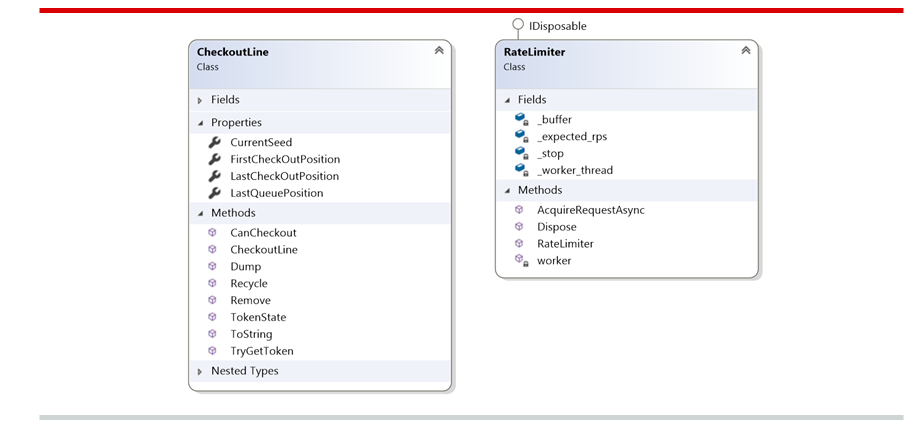 CheckoutLine
Class
Fields
Properties
CurrentSeed
FirstCheckOutPosition
LastCheckOutPosition
LastQueuePosition
Methods
CanCheckout
CheckoutLine
Dump
Recycle
Remove
TokenState
ToString
TryGetToken
Nested Types
IDisposable
RateLimiter
Class
Fields
_buffer
_expected_rps
_stop
_worker_thread
Methods
AcquireRequestAsync
Dispose
RateLimiter
worker